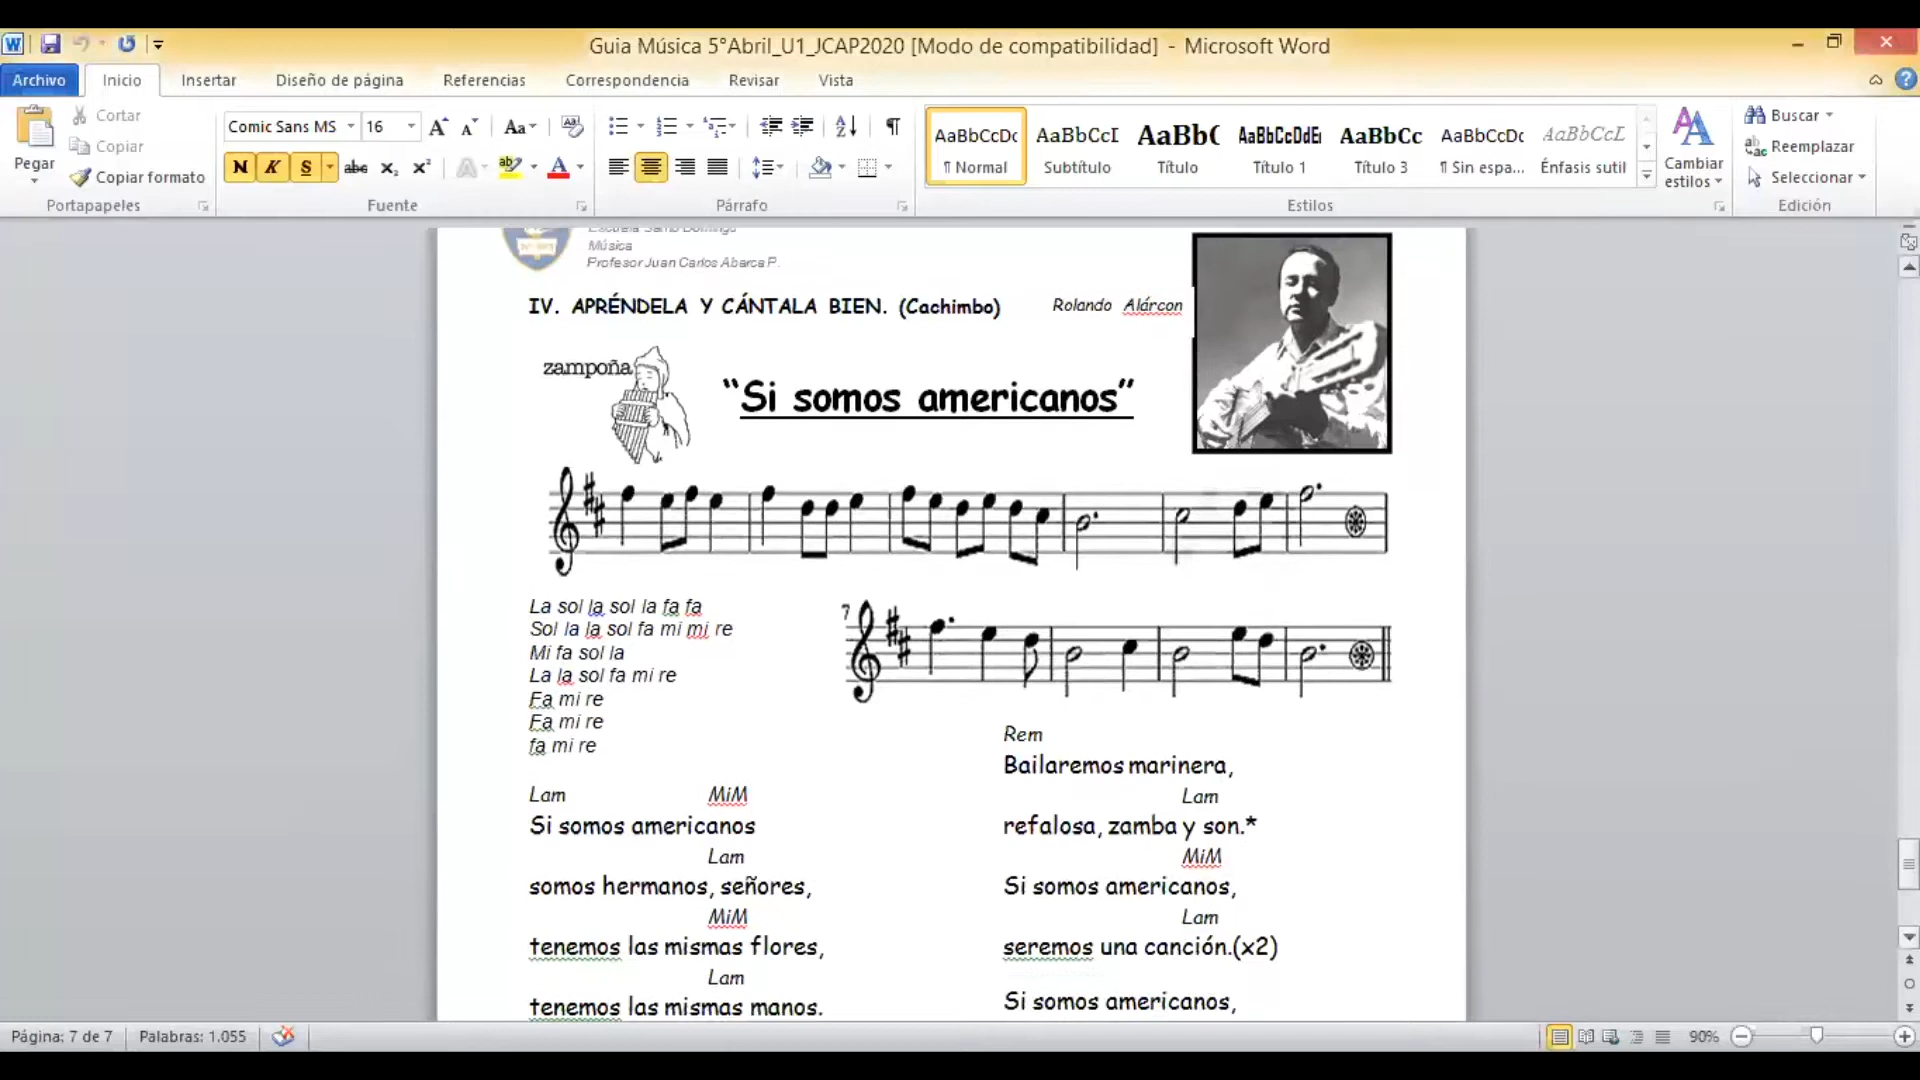 Guia Música 5°Abril_U1_JCAP2020 [Modo de compatibilidad] - Microsoft Word
Archivo Inicio Insertar Diseño de página Referencias Correspondencia Revisar Vista
Pegar
Cortar
Copiar
Copiar formato
Portapapeles
Comic Sans MS 16
Fuente
Párrafo
AaBbCcDc AaBbCcI AaBbC AaBbCcDdEe AaBbCc AaBbCcDc AaBbCcL
¶ Normal Subtítulo Título Título 1 Título 3 ¶ Sin espa... Énfasis sutil
Estilos
Cambiar
estilos
Buscar
Reemplazar
Seleccionar
Edición
Escuela Santo Domingo
Música
Profesor Juan Carlos Abarca P.
IV. APRÉNDELA Y CÁNTALA BIEN. (Cachimbo) Rolando Alárcon
zampoña
“Si somos americanos”
7
La sol la sol la fa fa
Sol la la sol fa mi mi re
Mi fa sol la
La la sol fa mi re
Fa mi re
Fa mi re
fa mi re
Lam MiM
Si somos americanos
Lam
somos hermanos, señores,
MiM
tenemos las mismas flores,
Lam
tenemos las mismas manos.
Rem
Bailaremos marinera,
Lam
refalosa, zamba y son.*
MiM
Si somos americanos,
Lam
seremos una canción.(x2)
Si somos americanos,
Página: 7 de 7 Palabras: 1.055 90%